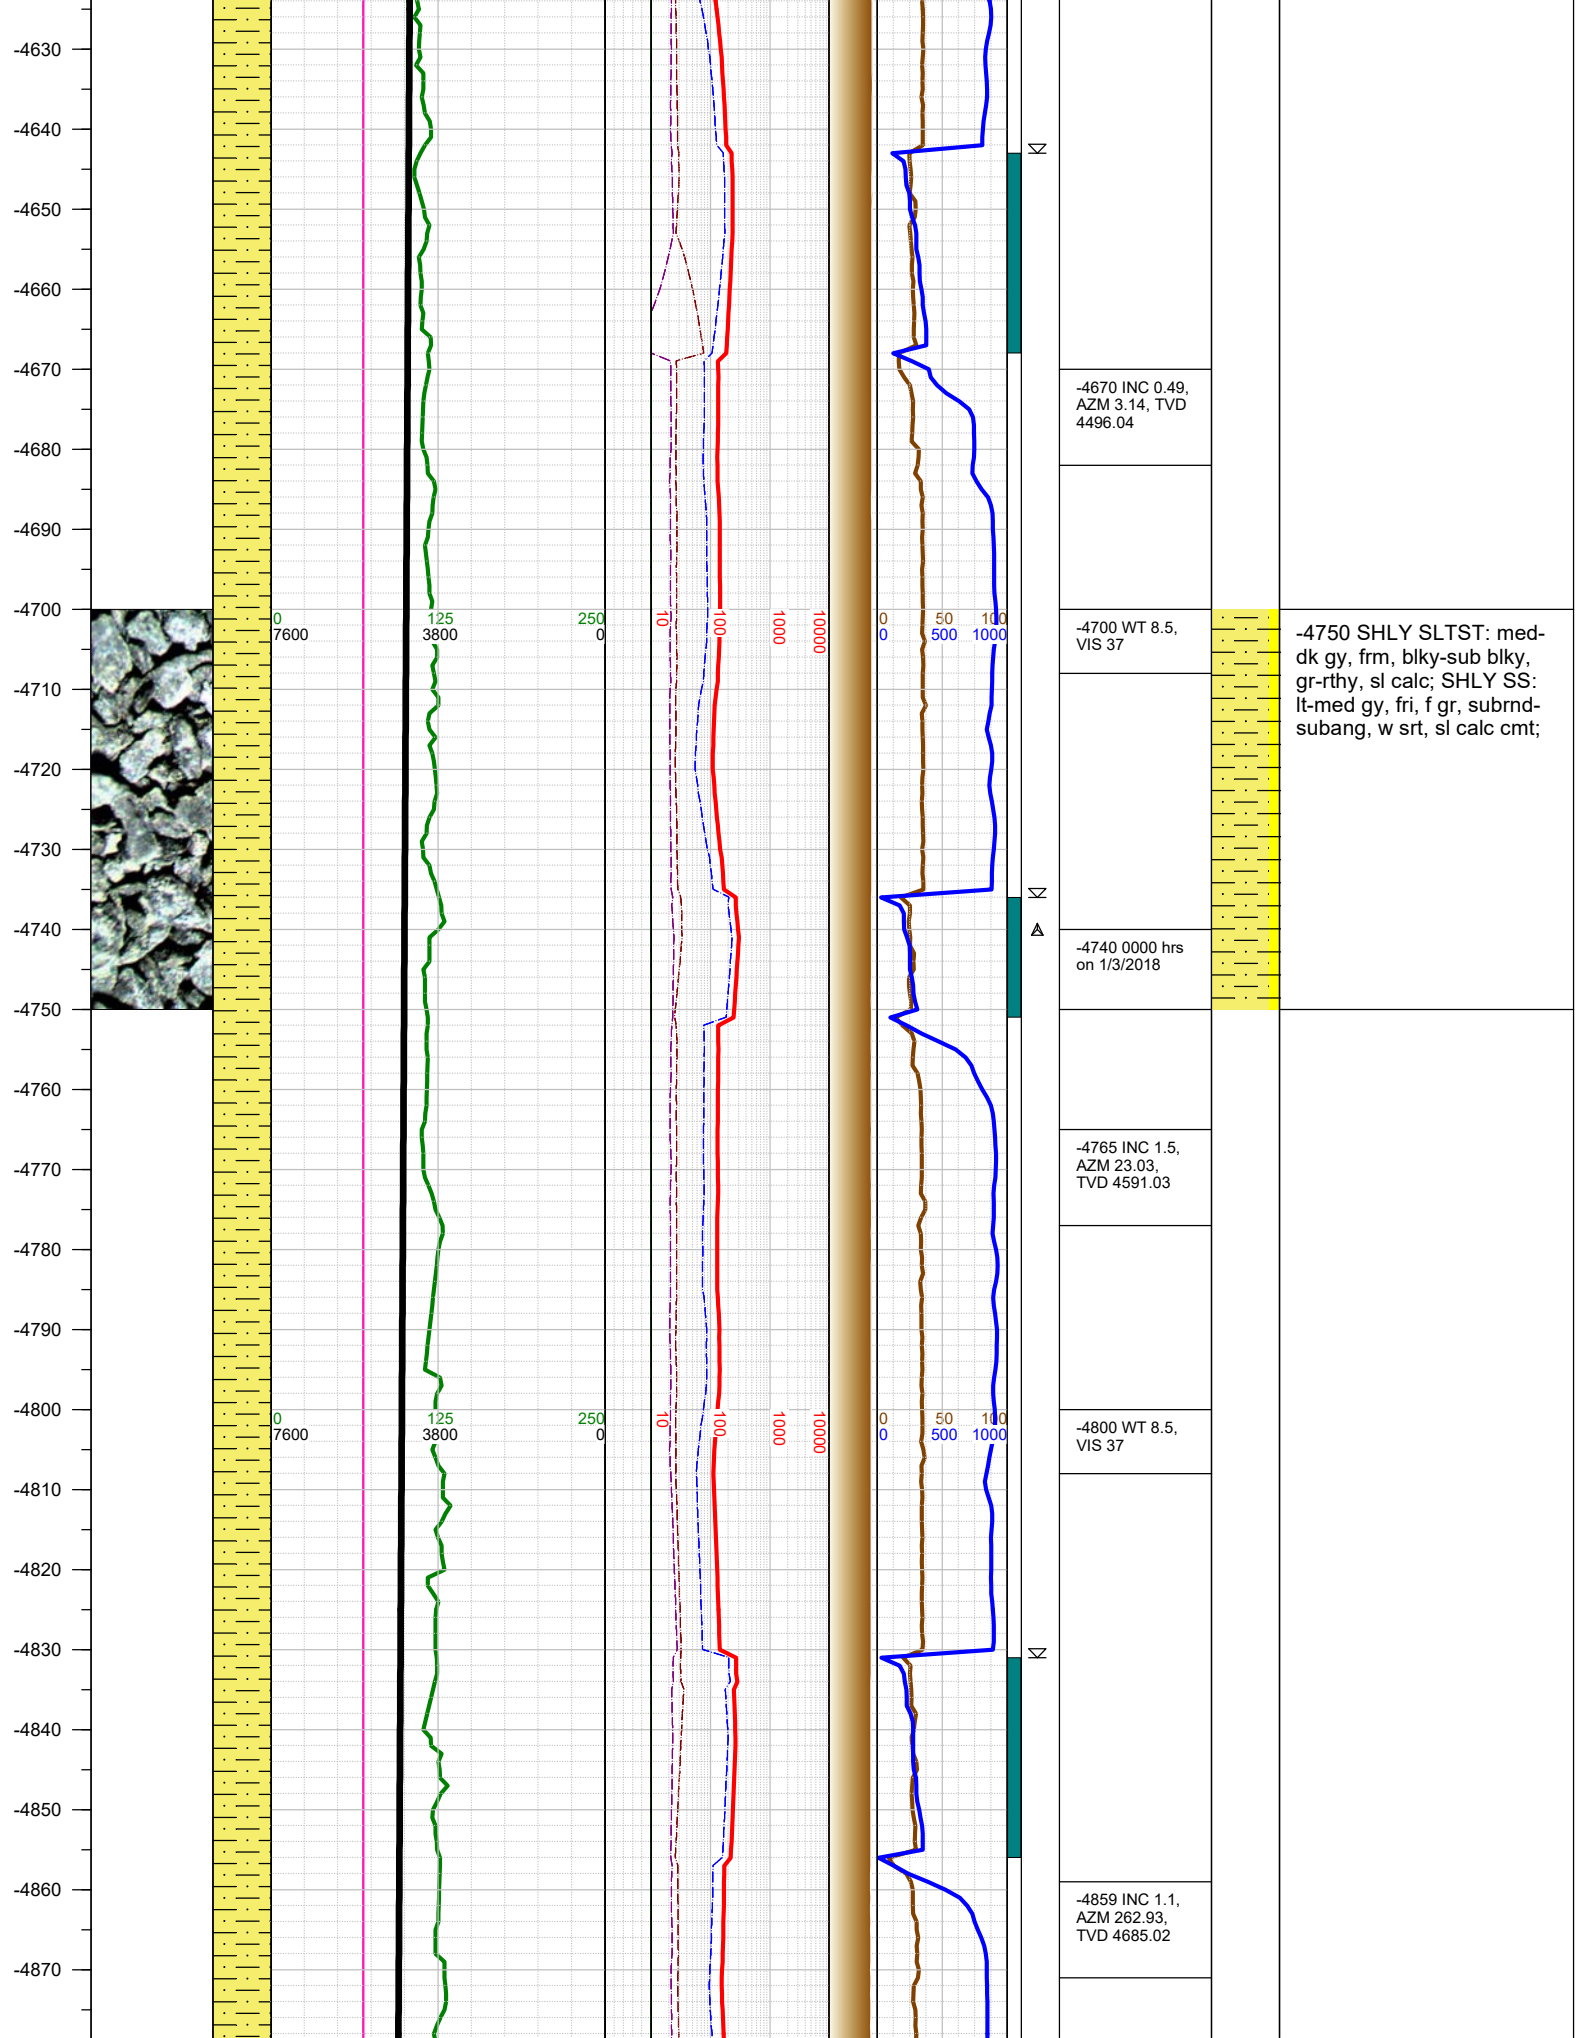 -4630
-4640
-4650
-4660
-4670
-4670 INC 0.49,
AZM 3.14, TVD
4496.04
-4680
-4690
-4700
0 125 250
7600 3800 0
10 100 1000 10000
0 50 100
0 500 1000
-4700 WT 8.5,
VIS 37
-4750 SHLY SLTST: med-
dk gy, frm, blky-sub blky,
gr-rthy, sl calc; SHLY SS:
lt-med gy, fri, f gr, subrnd-
subang, w srt, sl calc cmt;
-4710
-4720
-4730
-4740
-4740 0000 hrs
on 1/3/2018
-4750
-4760
-4765 INC 1.5,
AZM 23.03,
TVD 4591.03
-4770
-4780
-4790
-4800
0 125 250
7600 3800 0
10 100 1000 10000
0 50 100
0 500 1000
-4800 WT 8.5,
VIS 37
-4810
-4820
-4830
-4840
-4850
-4860
-4859 INC 1.1,
AZM 262.93,
TVD 4685.02
-4870